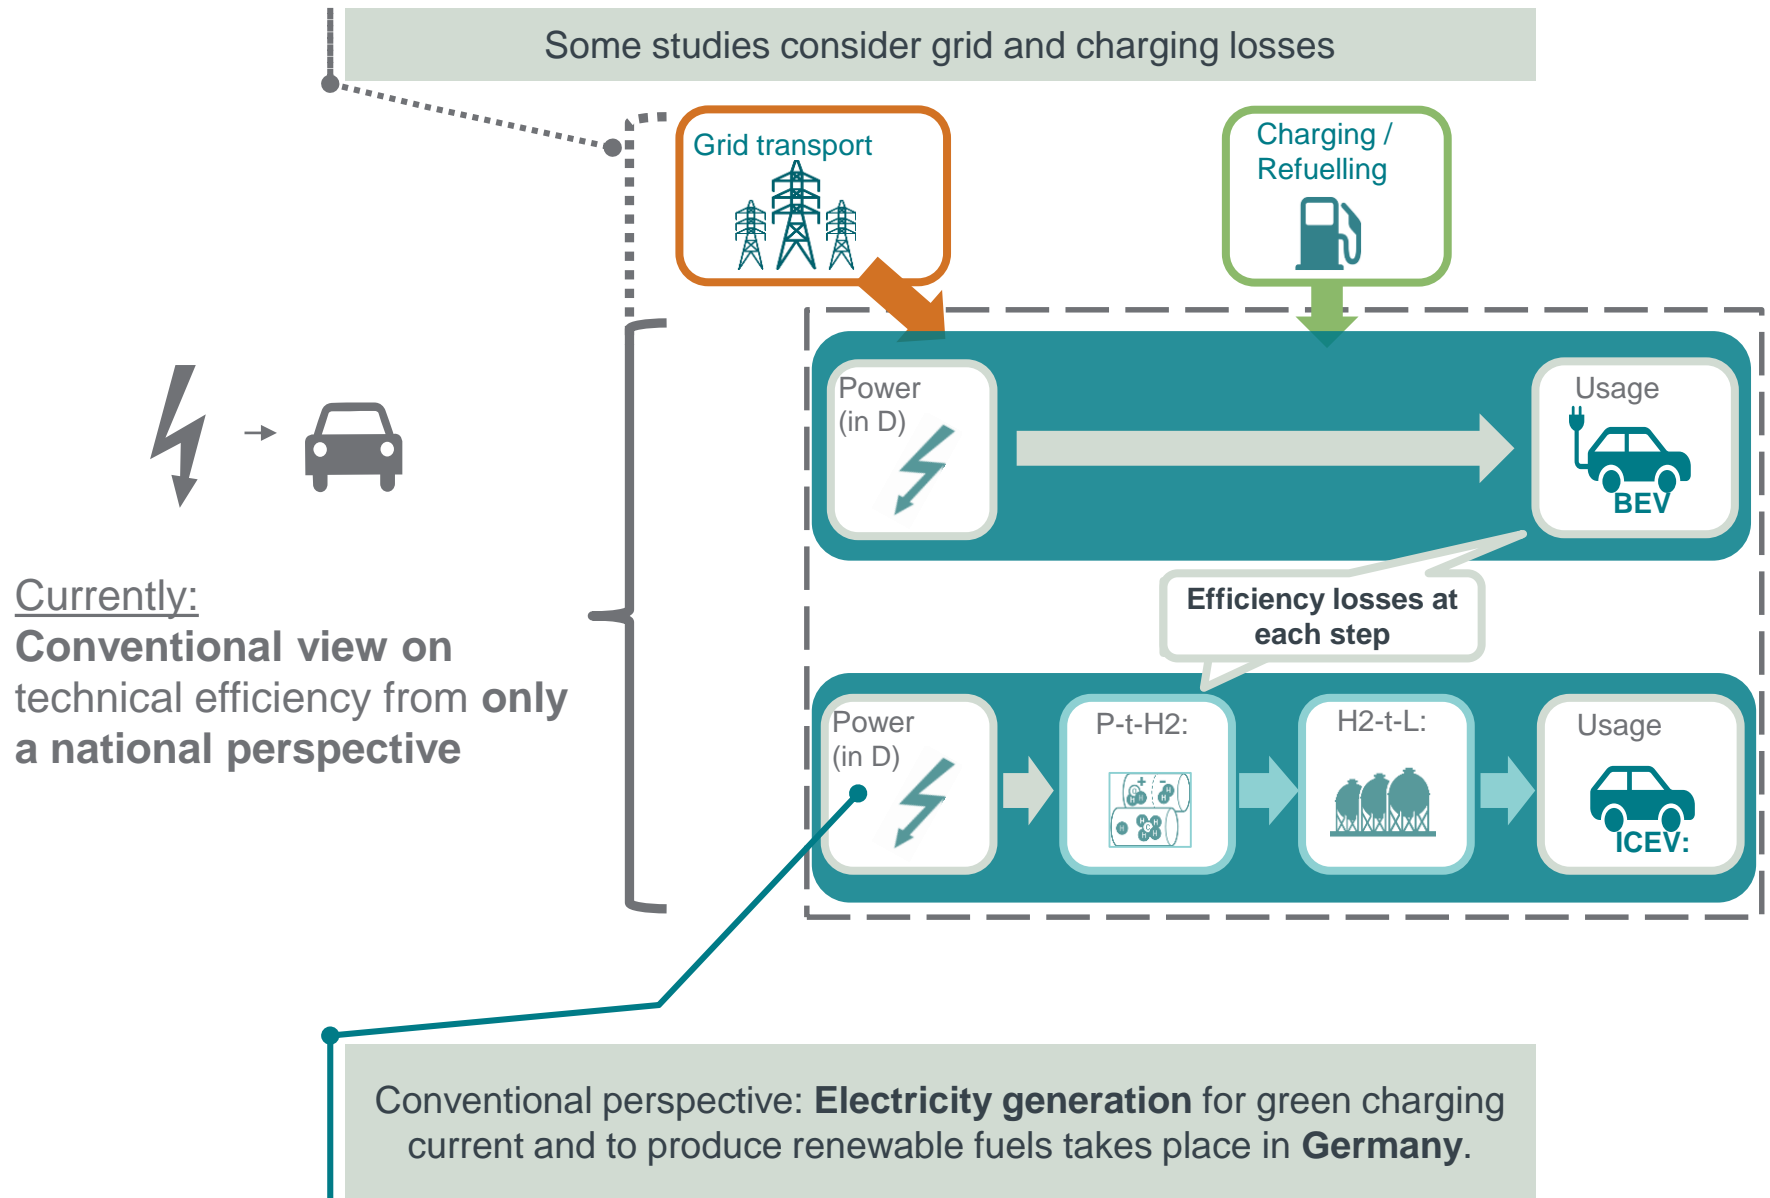 Some studies consider grid and charging losses
Grid transport
Charging /
Refuelling
Power
(in D)
Usage
BEV
Efficiency losses at
each step
Currently:
Conventional view on
technical efficiency from only
a national perspective
Power
(in D)
P-t-H2:
H2-t-L:
Usage
ICEV:
Conventional perspective: Electricity generation for green charging
current and to produce renewable fuels takes place in Germany.